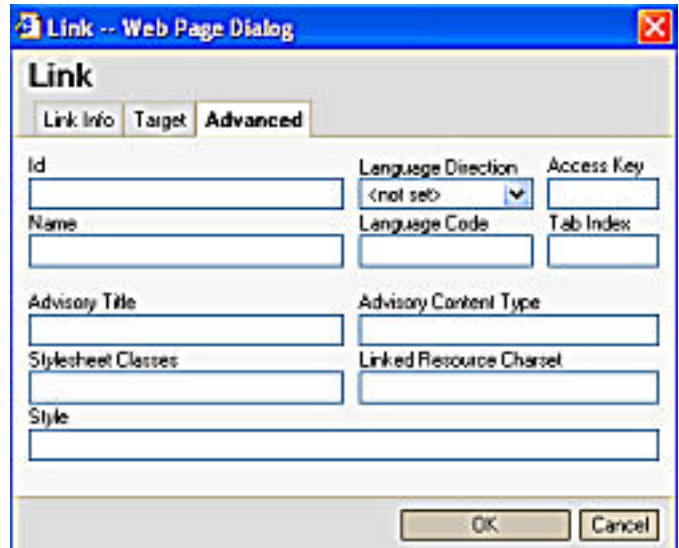 Link -- Web Page Dialog
Link
Link Info Target Advanced
Id Language Direction Access Key
<not set>
Name Language Code Tab Index
Advisory Title Advisory Content Type
Stylesheet Classes Linked Resource Charset
Style
OK Cancel